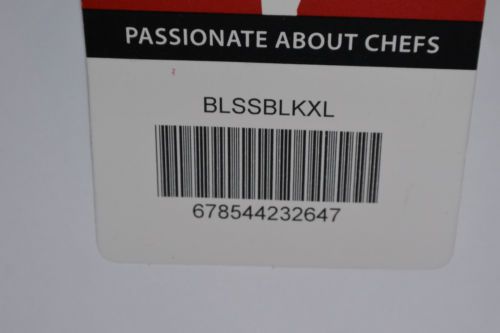 PASSIONATE ABOUT CHEFS
BLSSBLKXL
678544232647